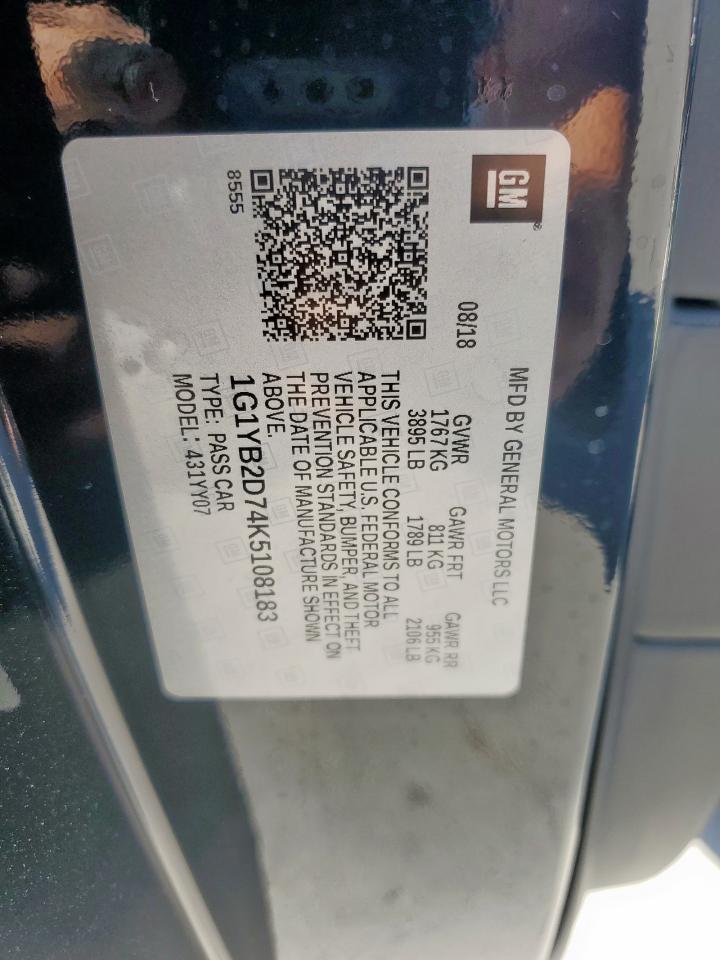 GM
MFD BY GENERAL MOTORS LLC
08/18 GVWR GAWR FRT GAWR RR
1767 KG 811 KG 955 KG
3895 LB 1789 LB 2106 LB
THIS VEHICLE CONFORMS TO ALL
APPLICABLE U.S. FEDERAL MOTOR
VEHICLE SAFETY, BUMPER, AND THEFT
PREVENTION STANDARDS IN EFFECT ON
THE DATE OF MANUFACTURE SHOWN
ABOVE.
1G1YB2D74K5108183
TYPE: PASS CAR
MODEL: 431YY07
8555